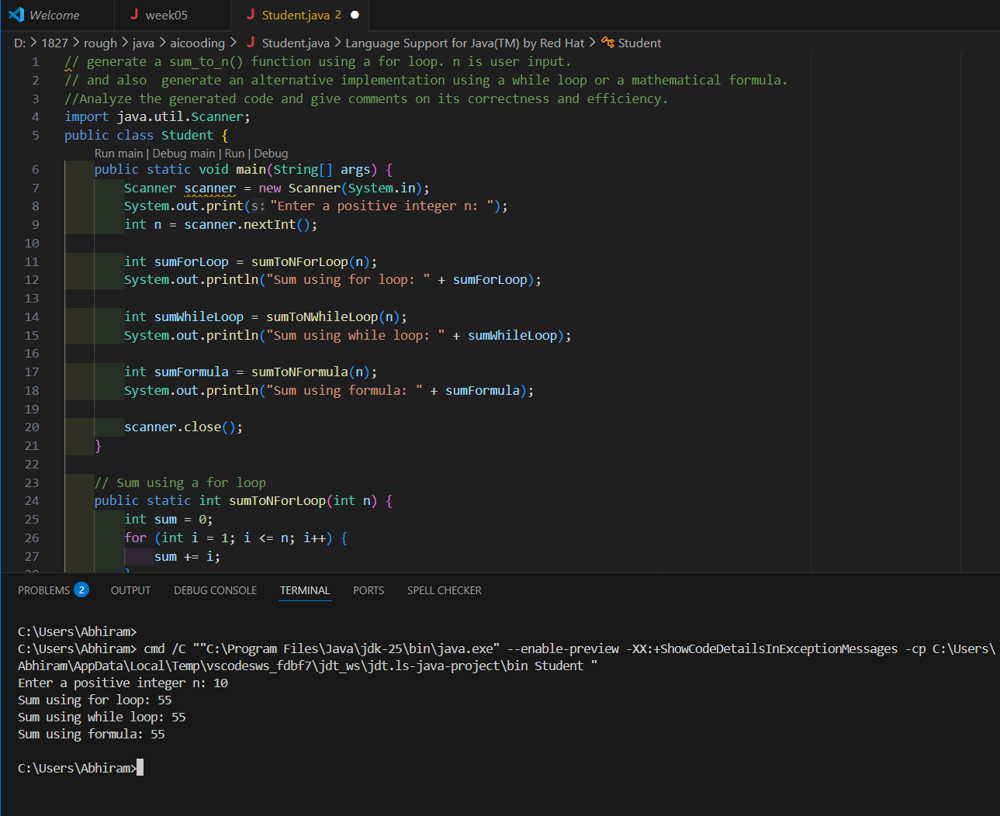 Welcome
J week05
J Student.java 2
D: > 1827 > rough > java > aicoding > J Student.java > Language Support for Java(TM) by Red Hat > Student
1 // generate a sum_to_n() function using a for loop. n is user input.
2 // and also  generate an alternative implementation using a while loop or a mathematical formula.
3 //Analyze the generated code and give comments on its correctness and efficiency.
4 import java.util.Scanner;
5 public class Student {
Run main | Debug main | Run | Debug
6     public static void main(String[] args) {
7         Scanner scanner = new Scanner(System.in);
8         System.out.print(s: "Enter a positive integer n: ");
9         int n = scanner.nextInt();
10
11         int sumForLoop = sumToNForLoop(n);
12         System.out.println("Sum using for loop: " + sumForLoop);
13
14         int sumWhileLoop = sumToNWhileLoop(n);
15         System.out.println("Sum using while loop: " + sumWhileLoop);
16
17         int sumFormula = sumToNFormula(n);
18         System.out.println("Sum using formula: " + sumFormula);
19
20         scanner.close();
21     }
22
23     // Sum using a for loop
24     public static int sumToNForLoop(int n) {
25         int sum = 0;
26         for (int i = 1; i <= n; i++) {
27             sum += i;
PROBLEMS 2 OUTPUT DEBUG CONSOLE TERMINAL PORTS SPELL CHECKER
C:\Users\Abhiram>
C:\Users\Abhiram> cmd /C ""C:\Program Files\Java\jdk-25\bin\java.exe" --enable-preview -XX:+ShowCodeDetailsInExceptionMessages -cp C:\Users\
Abhiram\AppData\Local\Temp\vscodesws_fdbf7\jdt_ws\jdt.ls-java-project\bin Student "
Enter a positive integer n: 10
Sum using for loop: 55
Sum using while loop: 55
Sum using formula: 55
C:\Users\Abhiram>